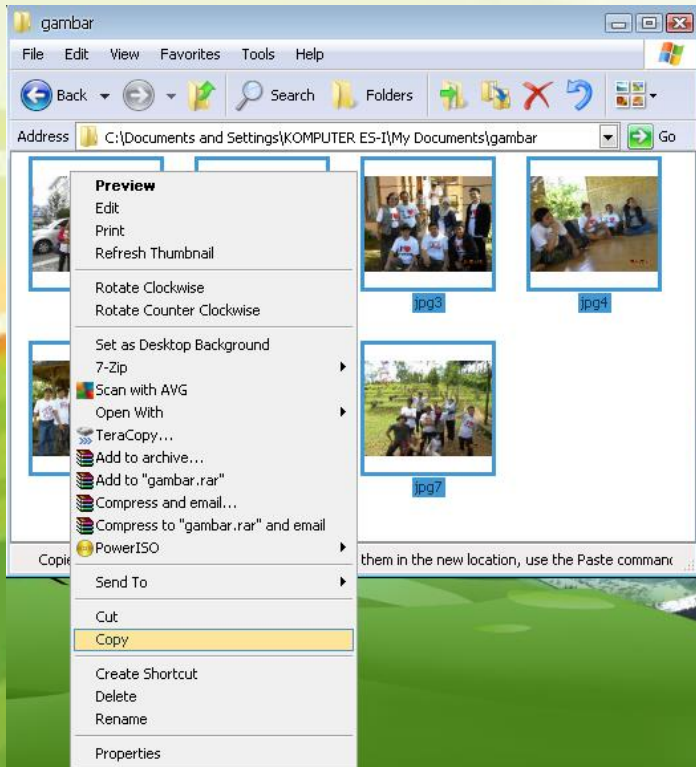 gambar
File Edit View Favorites Tools Help
Back Search Folders
Address C:\Documents and Settings\KOMPUTER ES-I\My Documents\gambar Go
jpg3 jpg4
jpg7
Preview
Edit
Print
Refresh Thumbnail
Rotate Clockwise
Rotate Counter Clockwise
Set as Desktop Background
7-Zip
Scan with AVG
Open With
TeraCopy...
Add to archive...
Add to "gambar.rar"
Compress and email...
Compress to "gambar.rar" and email
PowerISO
Send To
Cut
Copy
Create Shortcut
Delete
Rename
Properties
Copie them in the new location, use the Paste comman